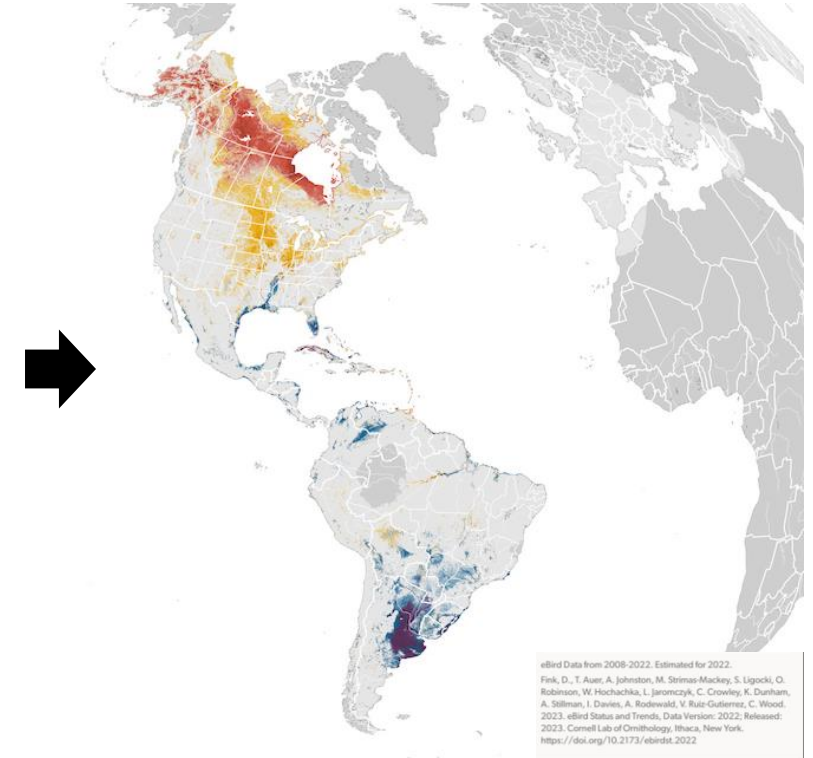 eBird Data from 2008-2022. Estimated for 2022.
Fink, D., T. Auer, A. Johnston, M. Strimas-Mackey, S. Ligocki, O.
Robinson, W. Hochachka, L. Jaromczyk, C. Crowley, K. Dunham,
A. Stillman, I. Davies, A. Rodewald, V. Ruiz-Gutierrez, C. Wood.
2023. eBird Status and Trends, Data Version: 2022; Released:
2023. Cornell Lab of Ornithology, Ithaca, New York.
https://doi.org/10.2173/ebirdst.2022